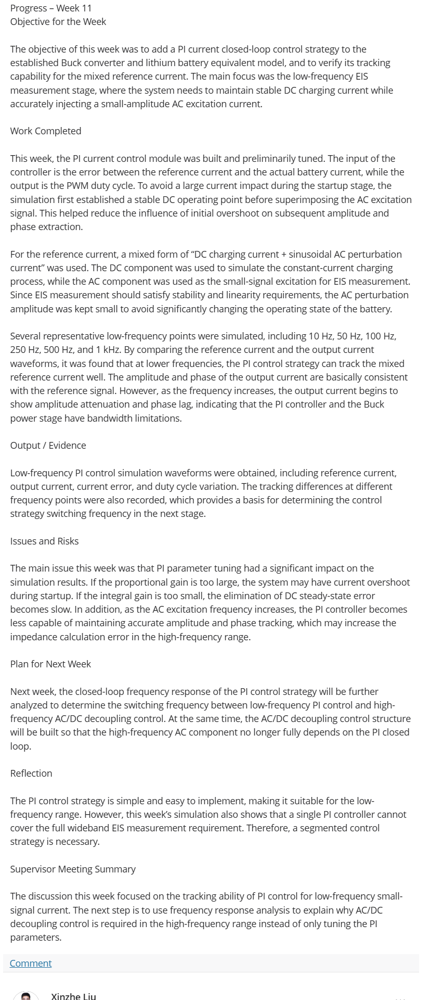 Progress – Week 11
Objective for the Week
The objective of this week was to add a PI current closed-loop control strategy to the
established Buck converter and lithium battery equivalent model, and to verify its tracking
capability for the mixed reference current. The main focus was the low-frequency EIS
measurement stage, where the system needs to maintain stable DC charging current while
accurately injecting a small-amplitude AC excitation current.
Work Completed
This week, the PI current control module was built and preliminarily tuned. The input of the
controller is the error between the reference current and the actual battery current, while the
output is the PWM duty cycle. To avoid a large current impact during the startup stage, the
simulation first established a stable DC operating point before superimposing the AC excitation
signal. This helped reduce the influence of initial overshoot on subsequent amplitude and
phase extraction.
For the reference current, a mixed form of “DC charging current + sinusoidal AC perturbation
current” was used. The DC component was used to simulate the constant-current charging
process, while the AC component was used as the small-signal excitation for EIS measurement.
Since EIS measurement should satisfy stability and linearity requirements, the AC perturbation
amplitude was kept small to avoid significantly changing the operating state of the battery.
Several representative low-frequency points were simulated, including 10 Hz, 50 Hz, 100 Hz,
250 Hz, 500 Hz, and 1 kHz. By comparing the reference current and the output current
waveforms, it was found that at lower frequencies, the PI control strategy can track the mixed
reference current well. The amplitude and phase of the output current are basically consistent
with the reference signal. However, as the frequency increases, the output current begins to
show amplitude attenuation and phase lag, indicating that the PI controller and the Buck
power stage have bandwidth limitations.
Output / Evidence
Low-frequency PI control simulation waveforms were obtained, including reference current,
output current, current error, and duty cycle variation. The tracking differences at different
frequency points were also recorded, which provides a basis for determining the control
strategy switching frequency in the next stage.
Issues and Risks
The main issue this week was that PI parameter tuning had a significant impact on the
simulation results. If the proportional gain is too large, the system may have current overshoot
during startup. If the integral gain is too small, the elimination of DC steady-state error
becomes slow. In addition, as the AC excitation frequency increases, the PI controller becomes
less capable of maintaining accurate amplitude and phase tracking, which may increase the
impedance calculation error in the high-frequency range.
Plan for Next Week
Next week, the closed-loop frequency response of the PI control strategy will be further
analyzed to determine the switching frequency between low-frequency PI control and high-
frequency AC/DC decoupling control. At the same time, the AC/DC decoupling control structure
will be built so that the high-frequency AC component no longer fully depends on the PI closed
loop.
Reflection
The PI control strategy is simple and easy to implement, making it suitable for the low-
frequency range. However, this week’s simulation also shows that a single PI controller cannot
cover the full wideband EIS measurement requirement. Therefore, a segmented control
strategy is necessary.
Supervisor Meeting Summary
The discussion this week focused on the tracking ability of PI control for low-frequency small-
signal current. The next step is to use frequency response analysis to explain why AC/DC
decoupling control is required in the high-frequency range instead of only tuning the PI
parameters.
Comment
Xinzhe Liu